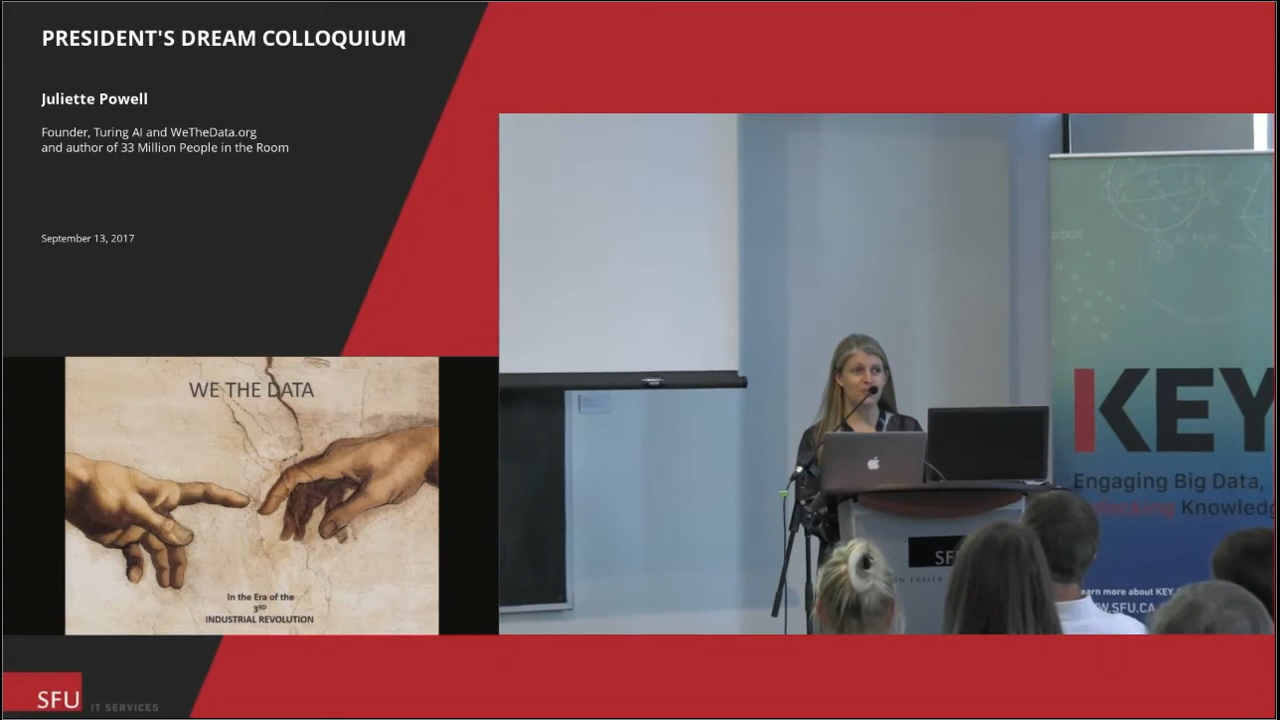 PRESIDENT'S DREAM COLLOQUIUM
Juliette Powell
Founder, Turing AI and WeTheData.org
and author of 33 Million People in the Room
September 13, 2017
WE THE DATA
In the Era of the
3RD
INDUSTRIAL REVOLUTION
KEY
Engaging Big Data,
SFU
IT SERVICES